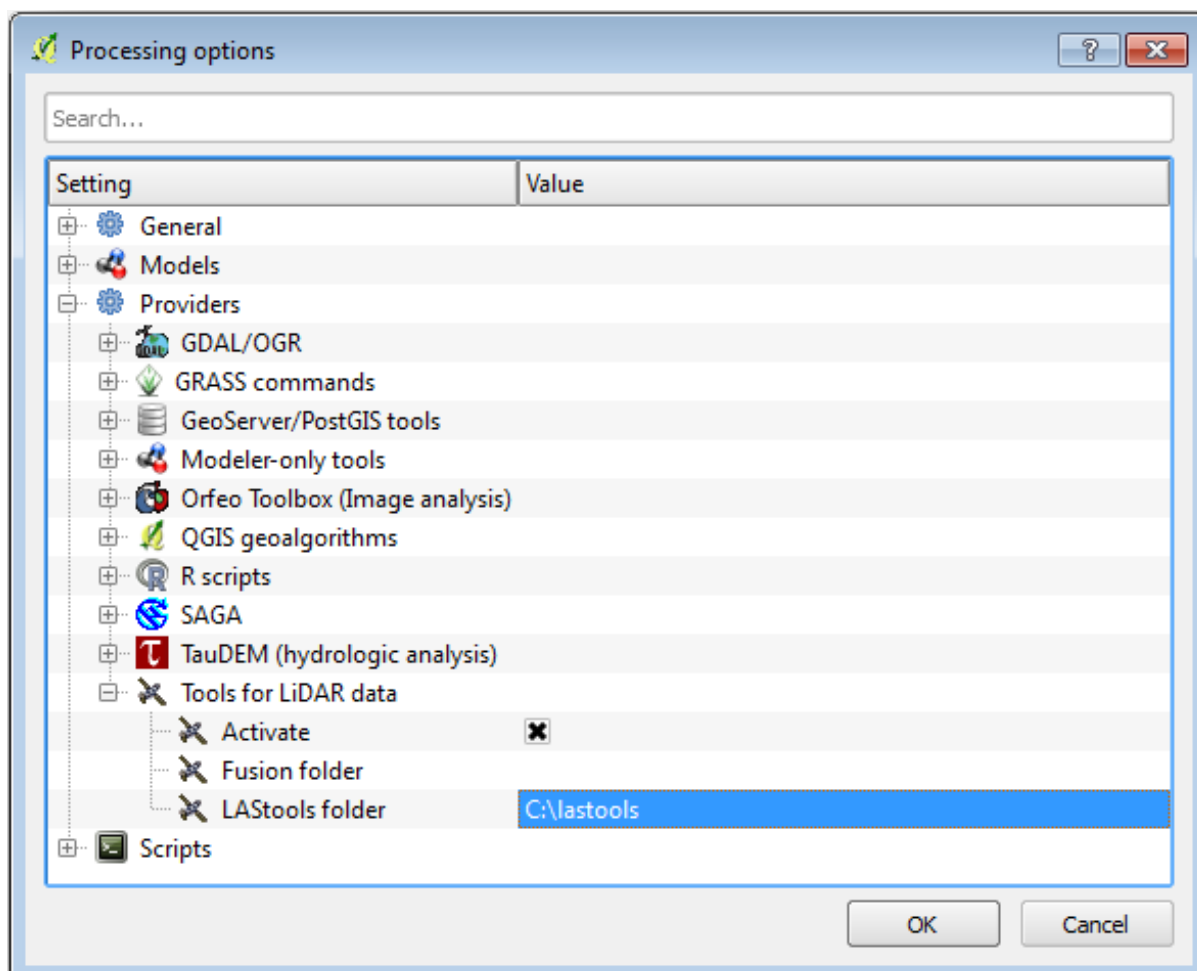 Processing options
Search...
Setting Value
General
Models
Providers
GDAL/OGR
GRASS commands
GeoServer/PostGIS tools
Modeler-only tools
Orfeo Toolbox (Image analysis)
QGIS geoalgorithms
R scripts
SAGA
TauDEM (hydrologic analysis)
Tools for LiDAR data
Activate
Fusion folder
LAStools folder C:\lastools
Scripts
OK Cancel